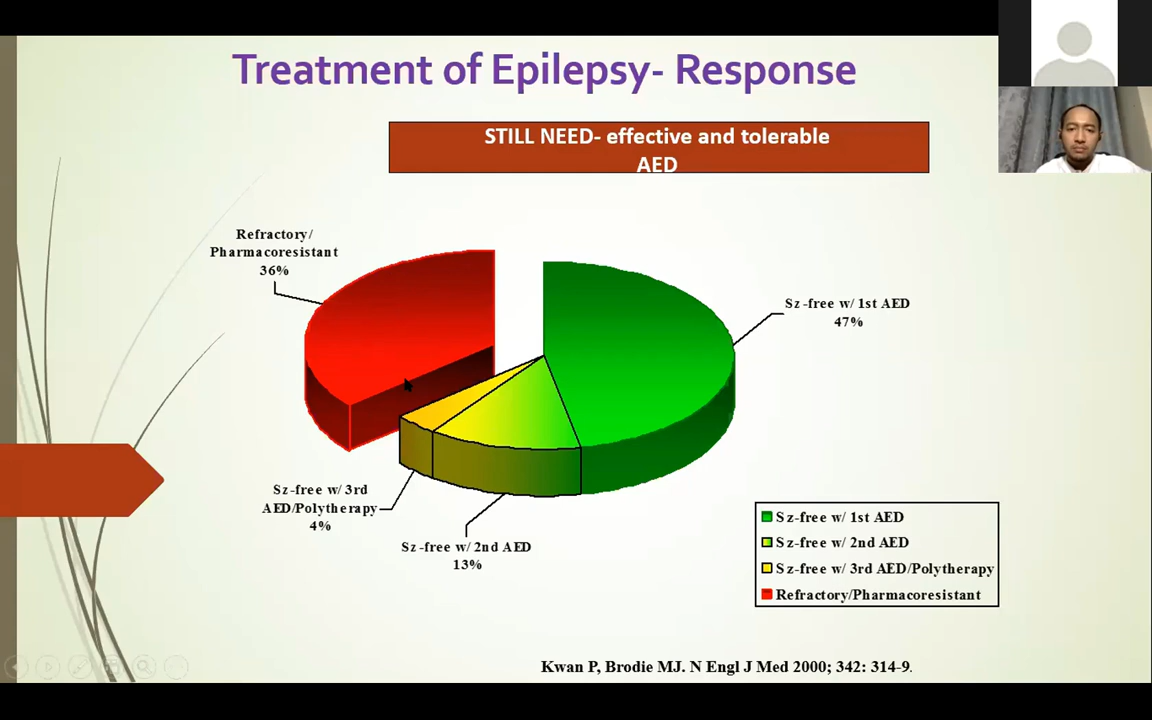 Treatment of Epilepsy- Response
STILL NEED- effective and tolerable
AED
Refractory/
Pharmacoresistant
36%
Sz-free w/ 1st AED
47%
Sz-free w/ 3rd
AED/Polytherapy
4%
Sz-free w/ 2nd AED
13%
Sz-free w/ 1st AED
Sz-free w/ 2nd AED
Sz-free w/ 3rd AED/Polytherapy
Refractory/Pharmacoresistant
Kwan P, Brodie MJ. N Engl J Med 2000; 342: 314-9.